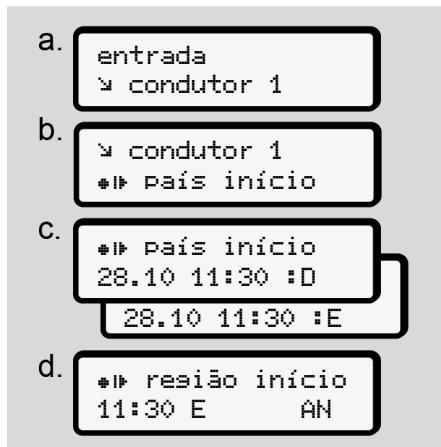 a.
entrada
↘ condutor 1
b.
↘ condutor 1
●I▶ país início
c.
●I▶ país início
28.10 11:30 :D
28.10 11:30 :E
d.
●I▶ região início
11:30 E AN